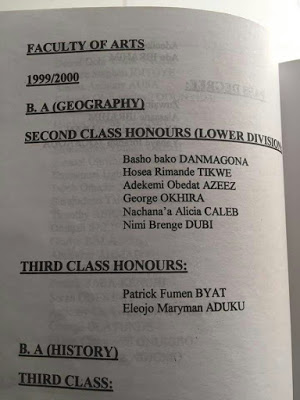 FACULTY OF ARTS
1999/2000
B. A (GEOGRAPHY)
SECOND CLASS HONOURS (LOWER DIVISION
Basho bako DANMAGONA
Hosea Rimande TIKWE
Adekemi Obedat AZEEZ
George OKHIRA
Nachana'a Alicia CALEB
Nimi Brenge DUBI
THIRD CLASS HONOURS:
Patrick Fumen BYAT
Eleojo Maryman ADUKU
B. A (HISTORY)
THIRD CLASS: